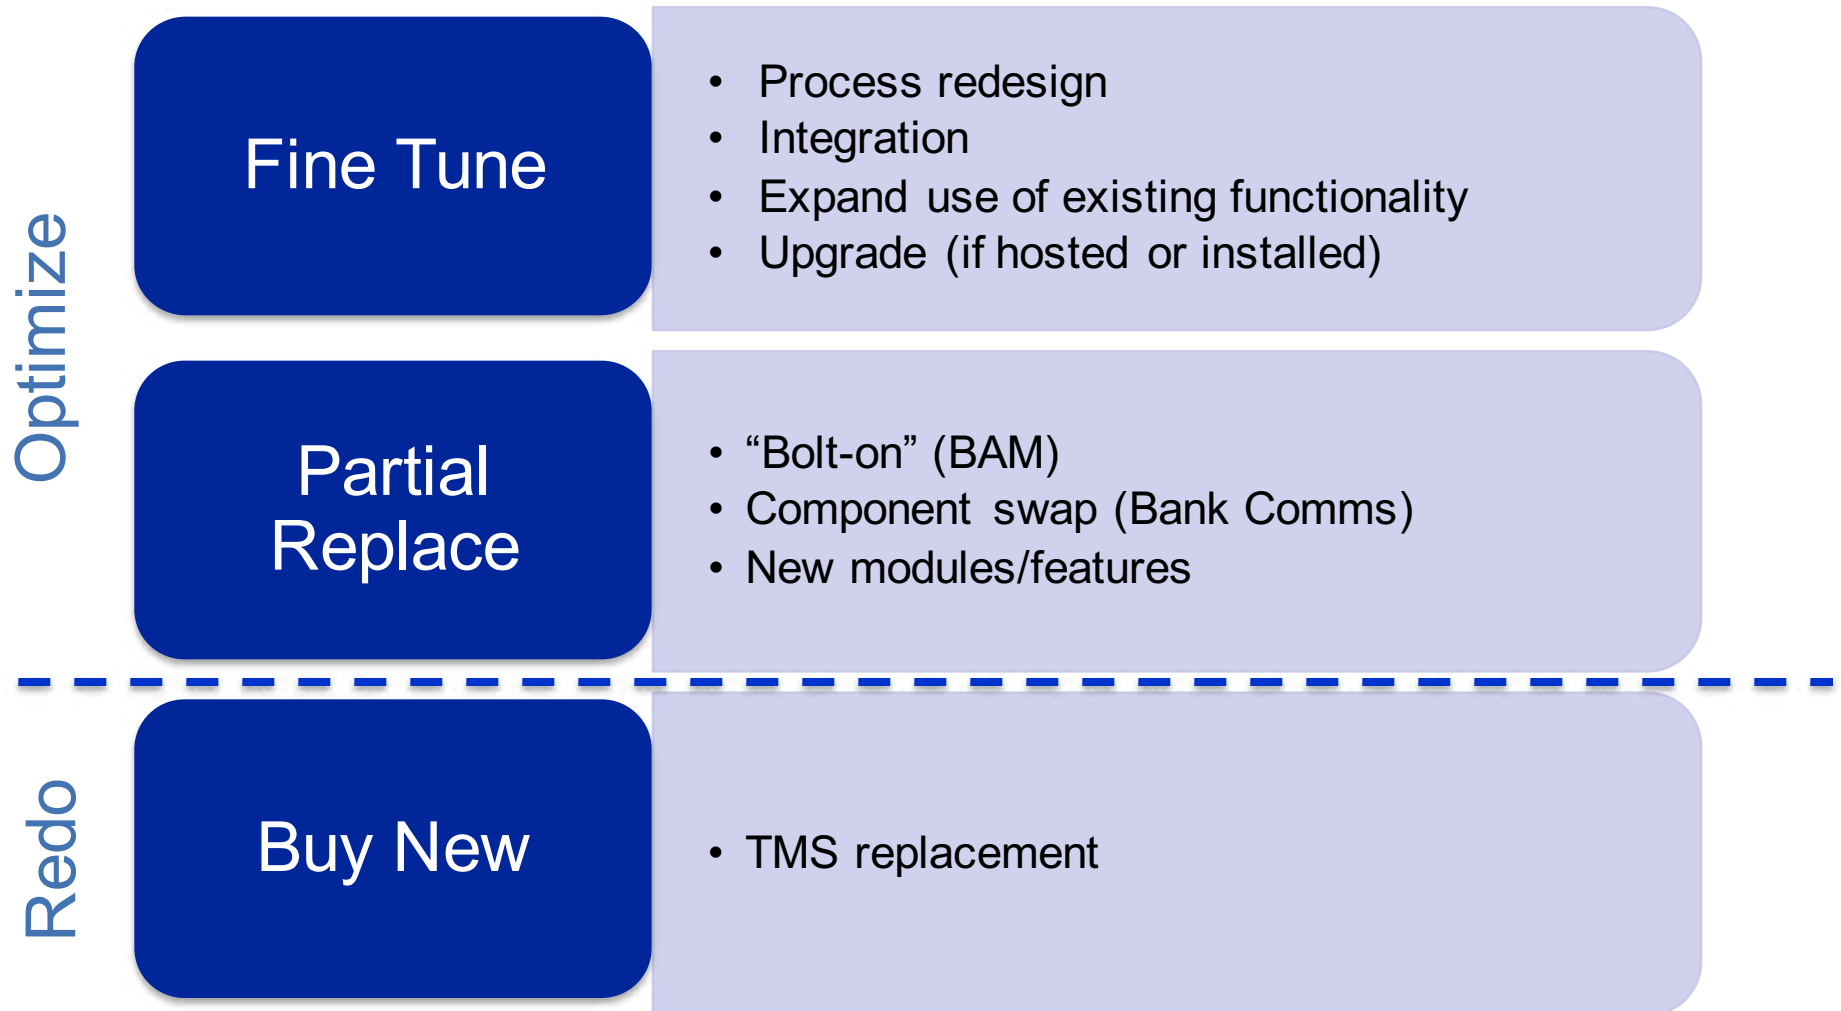 Optimize
Fine Tune
• Process redesign
• Integration
• Expand use of existing functionality
• Upgrade (if hosted or installed)
Partial
Replace
• “Bolt-on” (BAM)
• Component swap (Bank Comms)
• New modules/features
Redo
Buy New
• TMS replacement